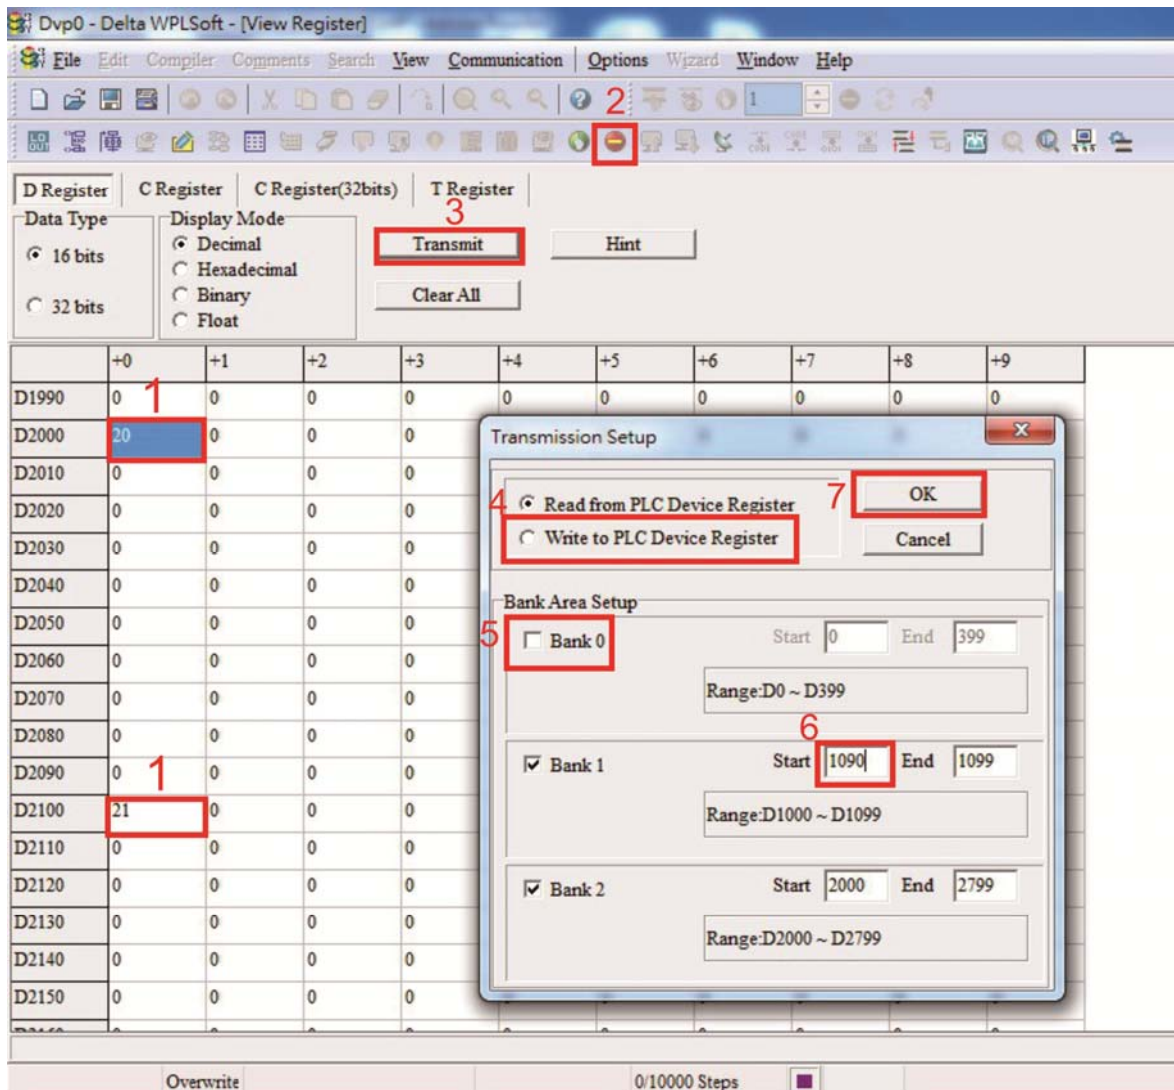 Dvp0 - Delta WPLSoft - [View Register]
File Edit Compiler Comments Search View Communication Options Wizard Window Help
2
1
D Register C Register C Register(32bits) T Register
3
Data Type Display Mode
16 bits
32 bits
Decimal
Hexadecimal
Binary
Float
Transmit Hint
Clear All
+0 +1 +2 +3 +4 +5 +6 +7 +8 +9
1
D1990 0 0 0 0 0 0 0 0 0 0
D2000 20 0 0 0
D2010 0 0 0 0
D2020 0 0 0 0
D2030 0 0 0 0
D2040 0 0 0 0
D2050 0 0 0 0
D2060 0 0 0 0
D2070 0 0 0 0
D2080 0 0 0 0
1
D2090 0 0 0 0
D2100 21 0 0 0
D2110 0 0 0 0
D2120 0 0 0 0
D2130 0 0 0 0
D2140 0 0 0 0
D2150 0 0 0 0
Transmission Setup
4
Read from PLC Device Register
Write to PLC Device Register
7
OK
Cancel
Bank Area Setup
5
Bank 0 Start 0 End 399
Range:D0 ~ D399
6
Bank 1 Start 1090 End 1099
Range:D1000 ~ D1099
Bank 2 Start 2000 End 2799
Range:D2000 ~ D2799
Overwrite 0/10000 Steps